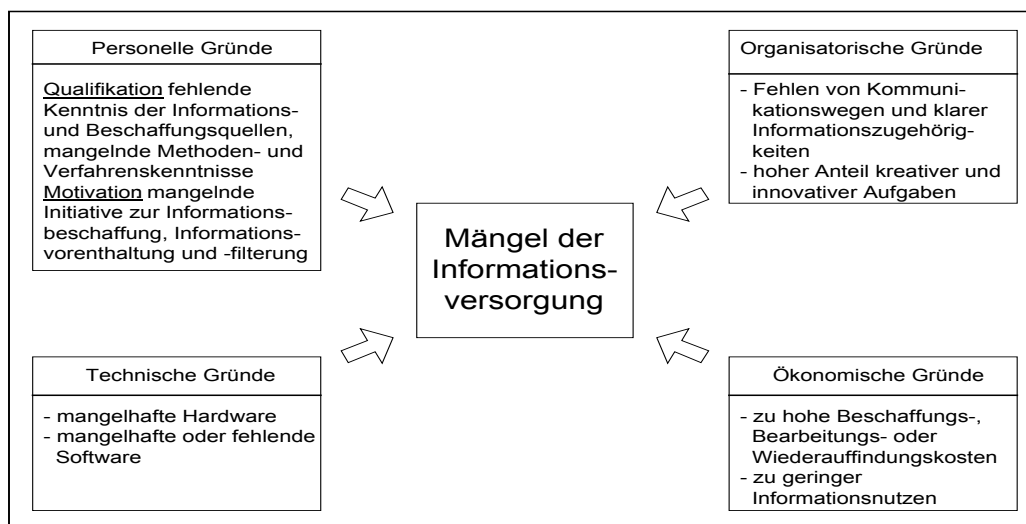 Personelle Gründe
Qualifikation fehlende
Kenntnis der Informations-
und Beschaffungsquellen,
mangelnde Methoden- und
Verfahrenskenntnisse
Motivation mangelnde
Initiative zur Informations-
beschaffung, Informations-
vorenthaltung und -filterung
Organisatorische Gründe
- Fehlen von Kommuni-
kationswegen und klarer
Informationszugehörig-
keiten
- hoher Anteil kreativer und
innovativer Aufgaben
Mängel der
Informations-
versorgung
Technische Gründe
- mangelhafte Hardware
- mangelhafte oder fehlende
Software
Ökonomische Gründe
- zu hohe Beschaffungs-,
Bearbeitungs- oder
Wiederauffindungskosten
- zu geringer
Informationsnutzen